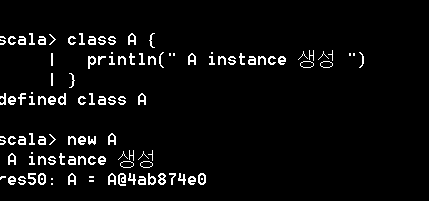 scala> class A {
     |   println(" A instance 생성 ")
     | }
defined class A
scala> new A
 A instance 생성
res50: A = A@4ab874e0